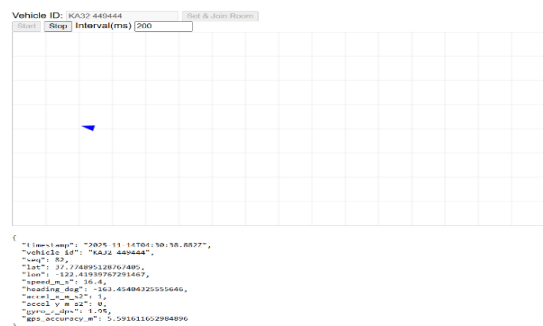 Vehicle ID: KA32 449444 Set & Join Room
Start Stop Interval(ms) 200
{
"timestamp": "2025-11-14T04:30:38.882Z",
"vehicle_id": "KA32 449444",
"seq": 82,
"lat": 37.774895128767405,
"lon": -122.41939767291467,
"speed_m_s": 16.4,
"heading_deg": -163.45404325555646,
"accel_x_m_s2": 1,
"accel_y_m_s2": 0,
"gyro_z_dps": 1.95,
"gps_accuracy_m": 5.591611652984896
}